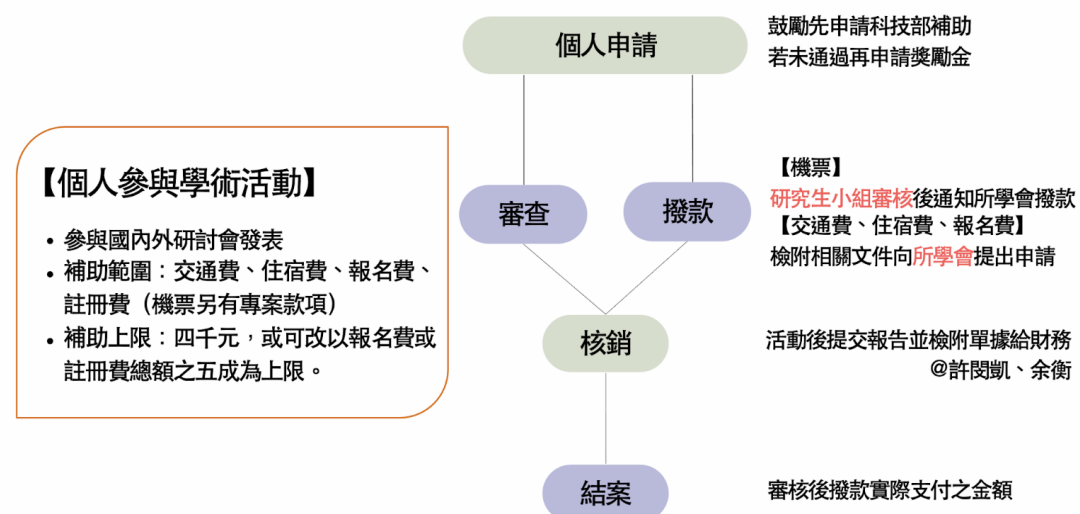 【個人參與學術活動】
• 參與國內外研討會發表
• 補助範圍：交通費、住宿費、報名費、
註冊費（機票另有專案款項）
• 補助上限：四千元，或可改以報名費或
註冊費總額之五成為上限。
個人申請
鼓勵先申請科技部補助
若未通過再申請獎勵金
審查
撥款
【機票】
研究生小組審核後通知所學會撥款
【交通費、住宿費、報名費】
檢附相關文件向所學會提出申請
核銷
活動後提交報告並檢附單據給財務
@許閔凱、余衡
結案
審核後撥款實際支付之金額